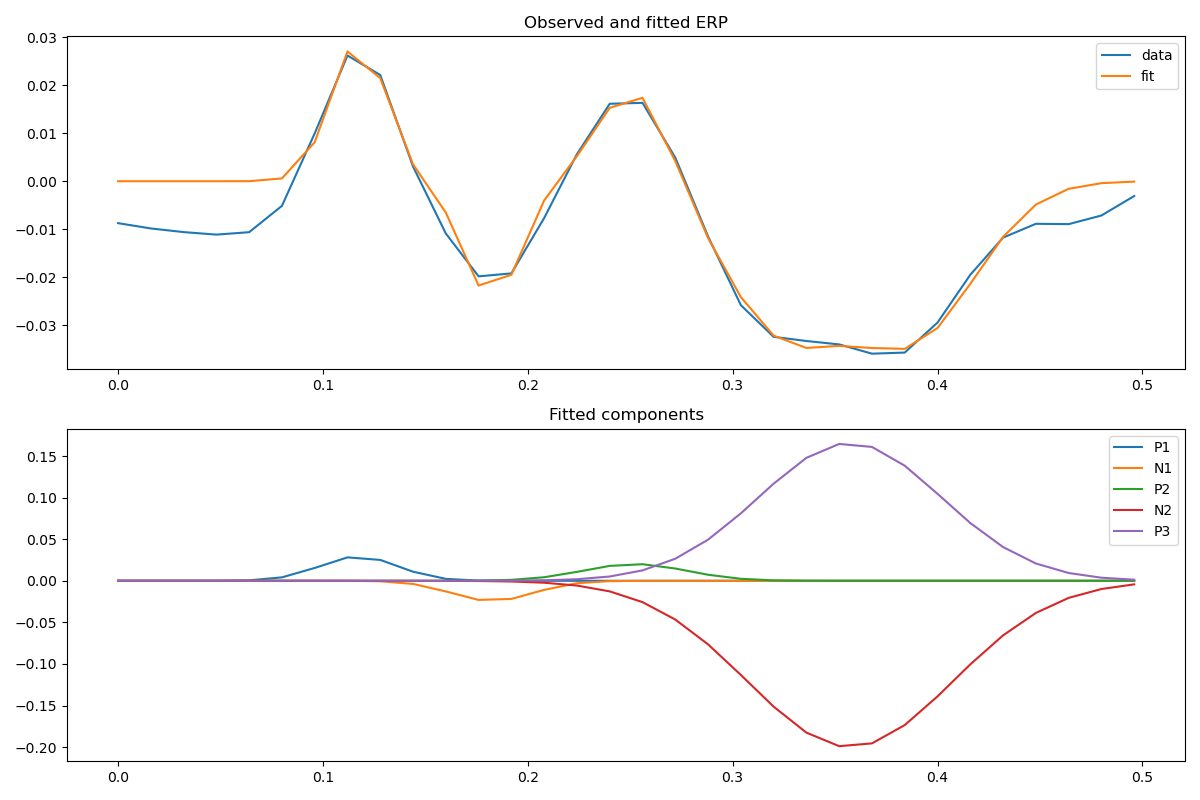 Observed and fitted ERP
0.03
0.02
0.01
0.00
−0.01
−0.02
−0.03
data
fit
0.0 0.1 0.2 0.3 0.4 0.5
Fitted components
0.15
0.10
0.05
0.00
−0.05
−0.10
−0.15
−0.20
P1
N1
P2
N2
P3
0.0 0.1 0.2 0.3 0.4 0.5